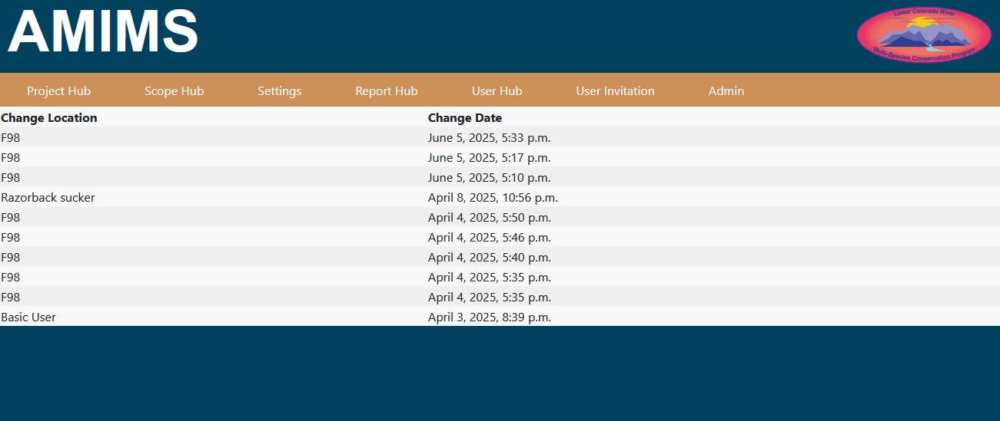 AMIMS
Lower Colorado River
Multi-Species Conservation Program
Project Hub Scope Hub Settings Report Hub User Hub User Invitation Admin
Change Location Change Date
F98 June 5, 2025, 5:33 p.m.
F98 June 5, 2025, 5:17 p.m.
F98 June 5, 2025, 5:10 p.m.
Razorback sucker April 8, 2025, 10:56 p.m.
F98 April 4, 2025, 5:50 p.m.
F98 April 4, 2025, 5:46 p.m.
F98 April 4, 2025, 5:40 p.m.
F98 April 4, 2025, 5:35 p.m.
F98 April 4, 2025, 5:35 p.m.
Basic User April 3, 2025, 8:39 p.m.